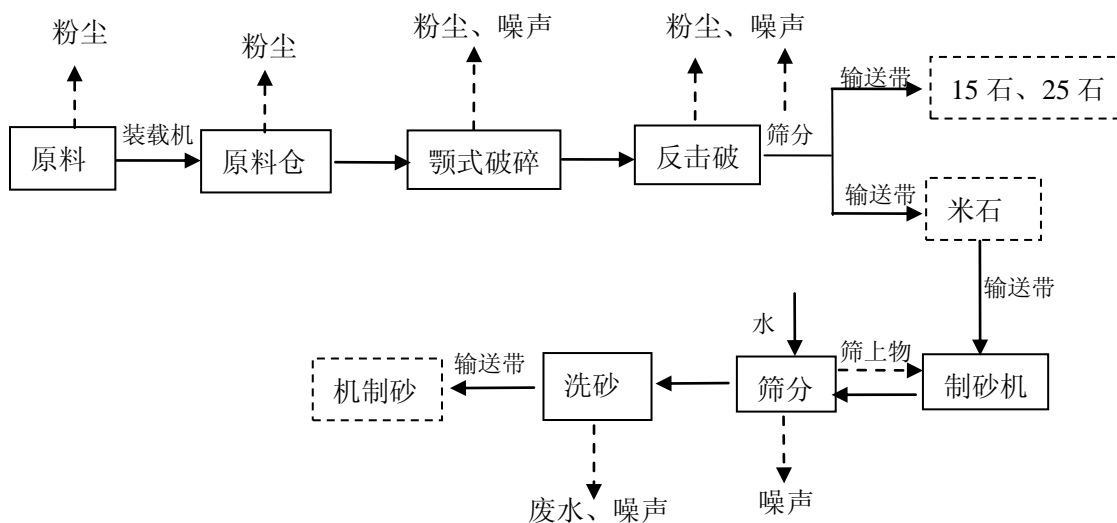 粉尘
粉尘
粉尘、噪声
粉尘、噪声
原料
装载机
原料仓
颚式破碎
反击破
筛分
输送带
15 石、25 石
输送带
米石
输送带
水
机制砂
输送带
洗砂
筛分
筛上物
制砂机
废水、噪声
噪声